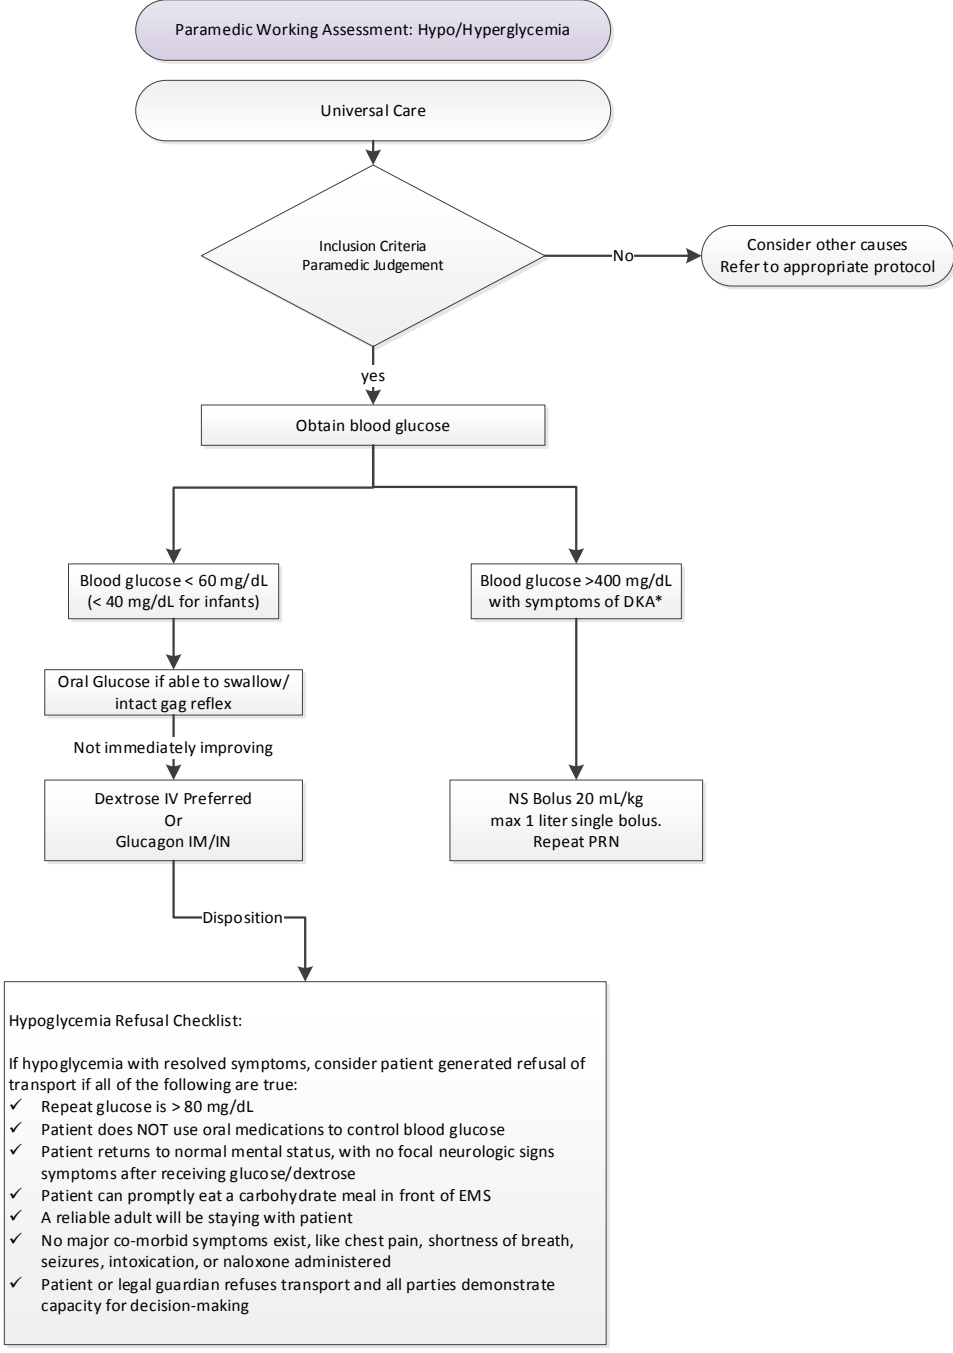 Paramedic Working Assessment: Hypo/Hyperglycemia
Universal Care
Inclusion Criteria
Paramedic Judgement
No
Consider other causes
Refer to appropriate protocol
yes
Obtain blood glucose
Blood glucose < 60 mg/dL
(< 40 mg/dL for infants)
Blood glucose >400 mg/dL
with symptoms of DKA*
Oral Glucose if able to swallow/
intact gag reflex
Not immediately improving
Dextrose IV Preferred
Or
Glucagon IM/IN
NS Bolus 20 mL/kg
max 1 liter single bolus.
Repeat PRN
Disposition
Hypoglycemia Refusal Checklist:
If hypoglycemia with resolved symptoms, consider patient generated refusal of
transport if all of the following are true:
✓ Repeat glucose is > 80 mg/dL
✓ Patient does NOT use oral medications to control blood glucose
✓ Patient returns to normal mental status, with no focal neurologic signs
symptoms after receiving glucose/dextrose
✓ Patient can promptly eat a carbohydrate meal in front of EMS
✓ A reliable adult will be staying with patient
✓ No major co-morbid symptoms exist, like chest pain, shortness of breath,
seizures, intoxication, or naloxone administered
✓ Patient or legal guardian refuses transport and all parties demonstrate
capacity for decision-making